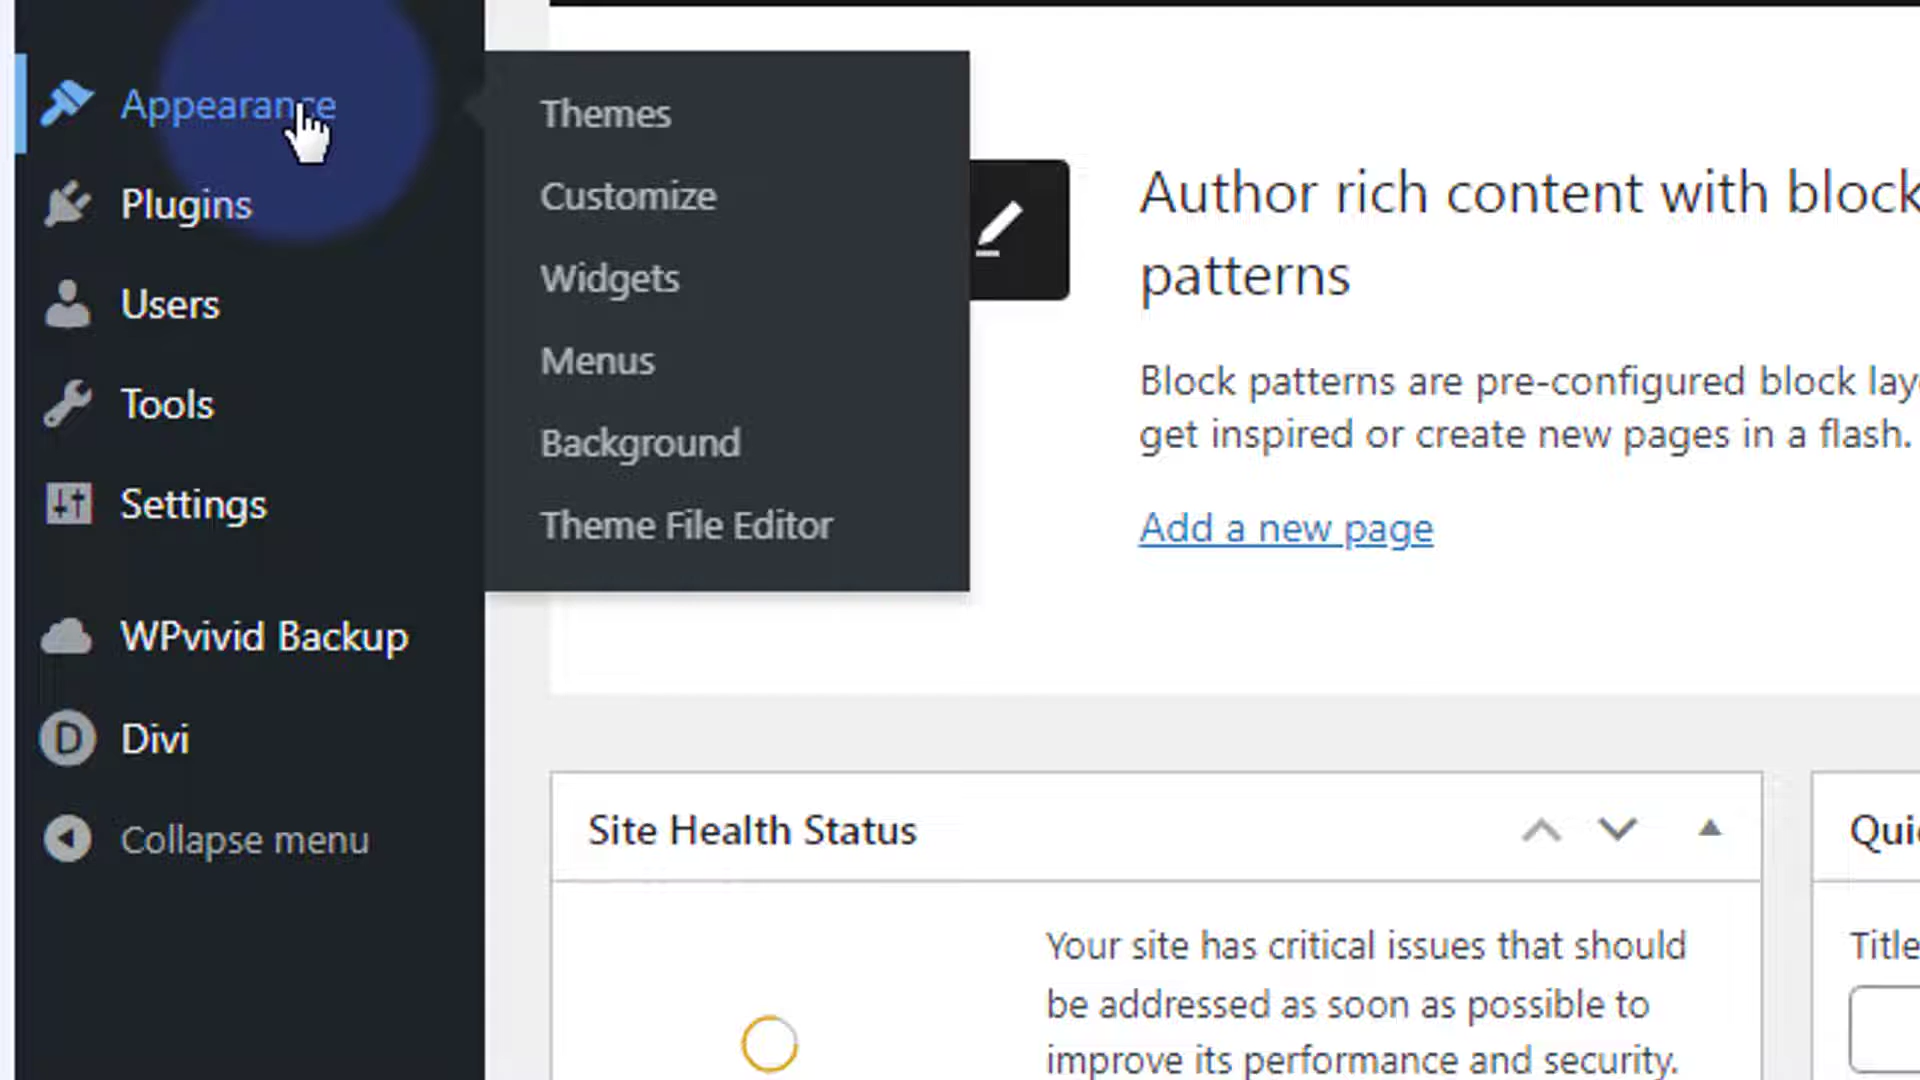 Appearance
Plugins
Users
Tools
Settings
WPvivid Backup
D Divi
Collapse menu
Themes
Customize
Widgets
Menus
Background
Theme File Editor
Author rich content with block
patterns
Block patterns are pre-configured block lay
get inspired or create new pages in a flash.
Add a new page
Site Health Status
Your site has critical issues that should
be addressed as soon as possible to
improve its performance and security.
Qui
Title